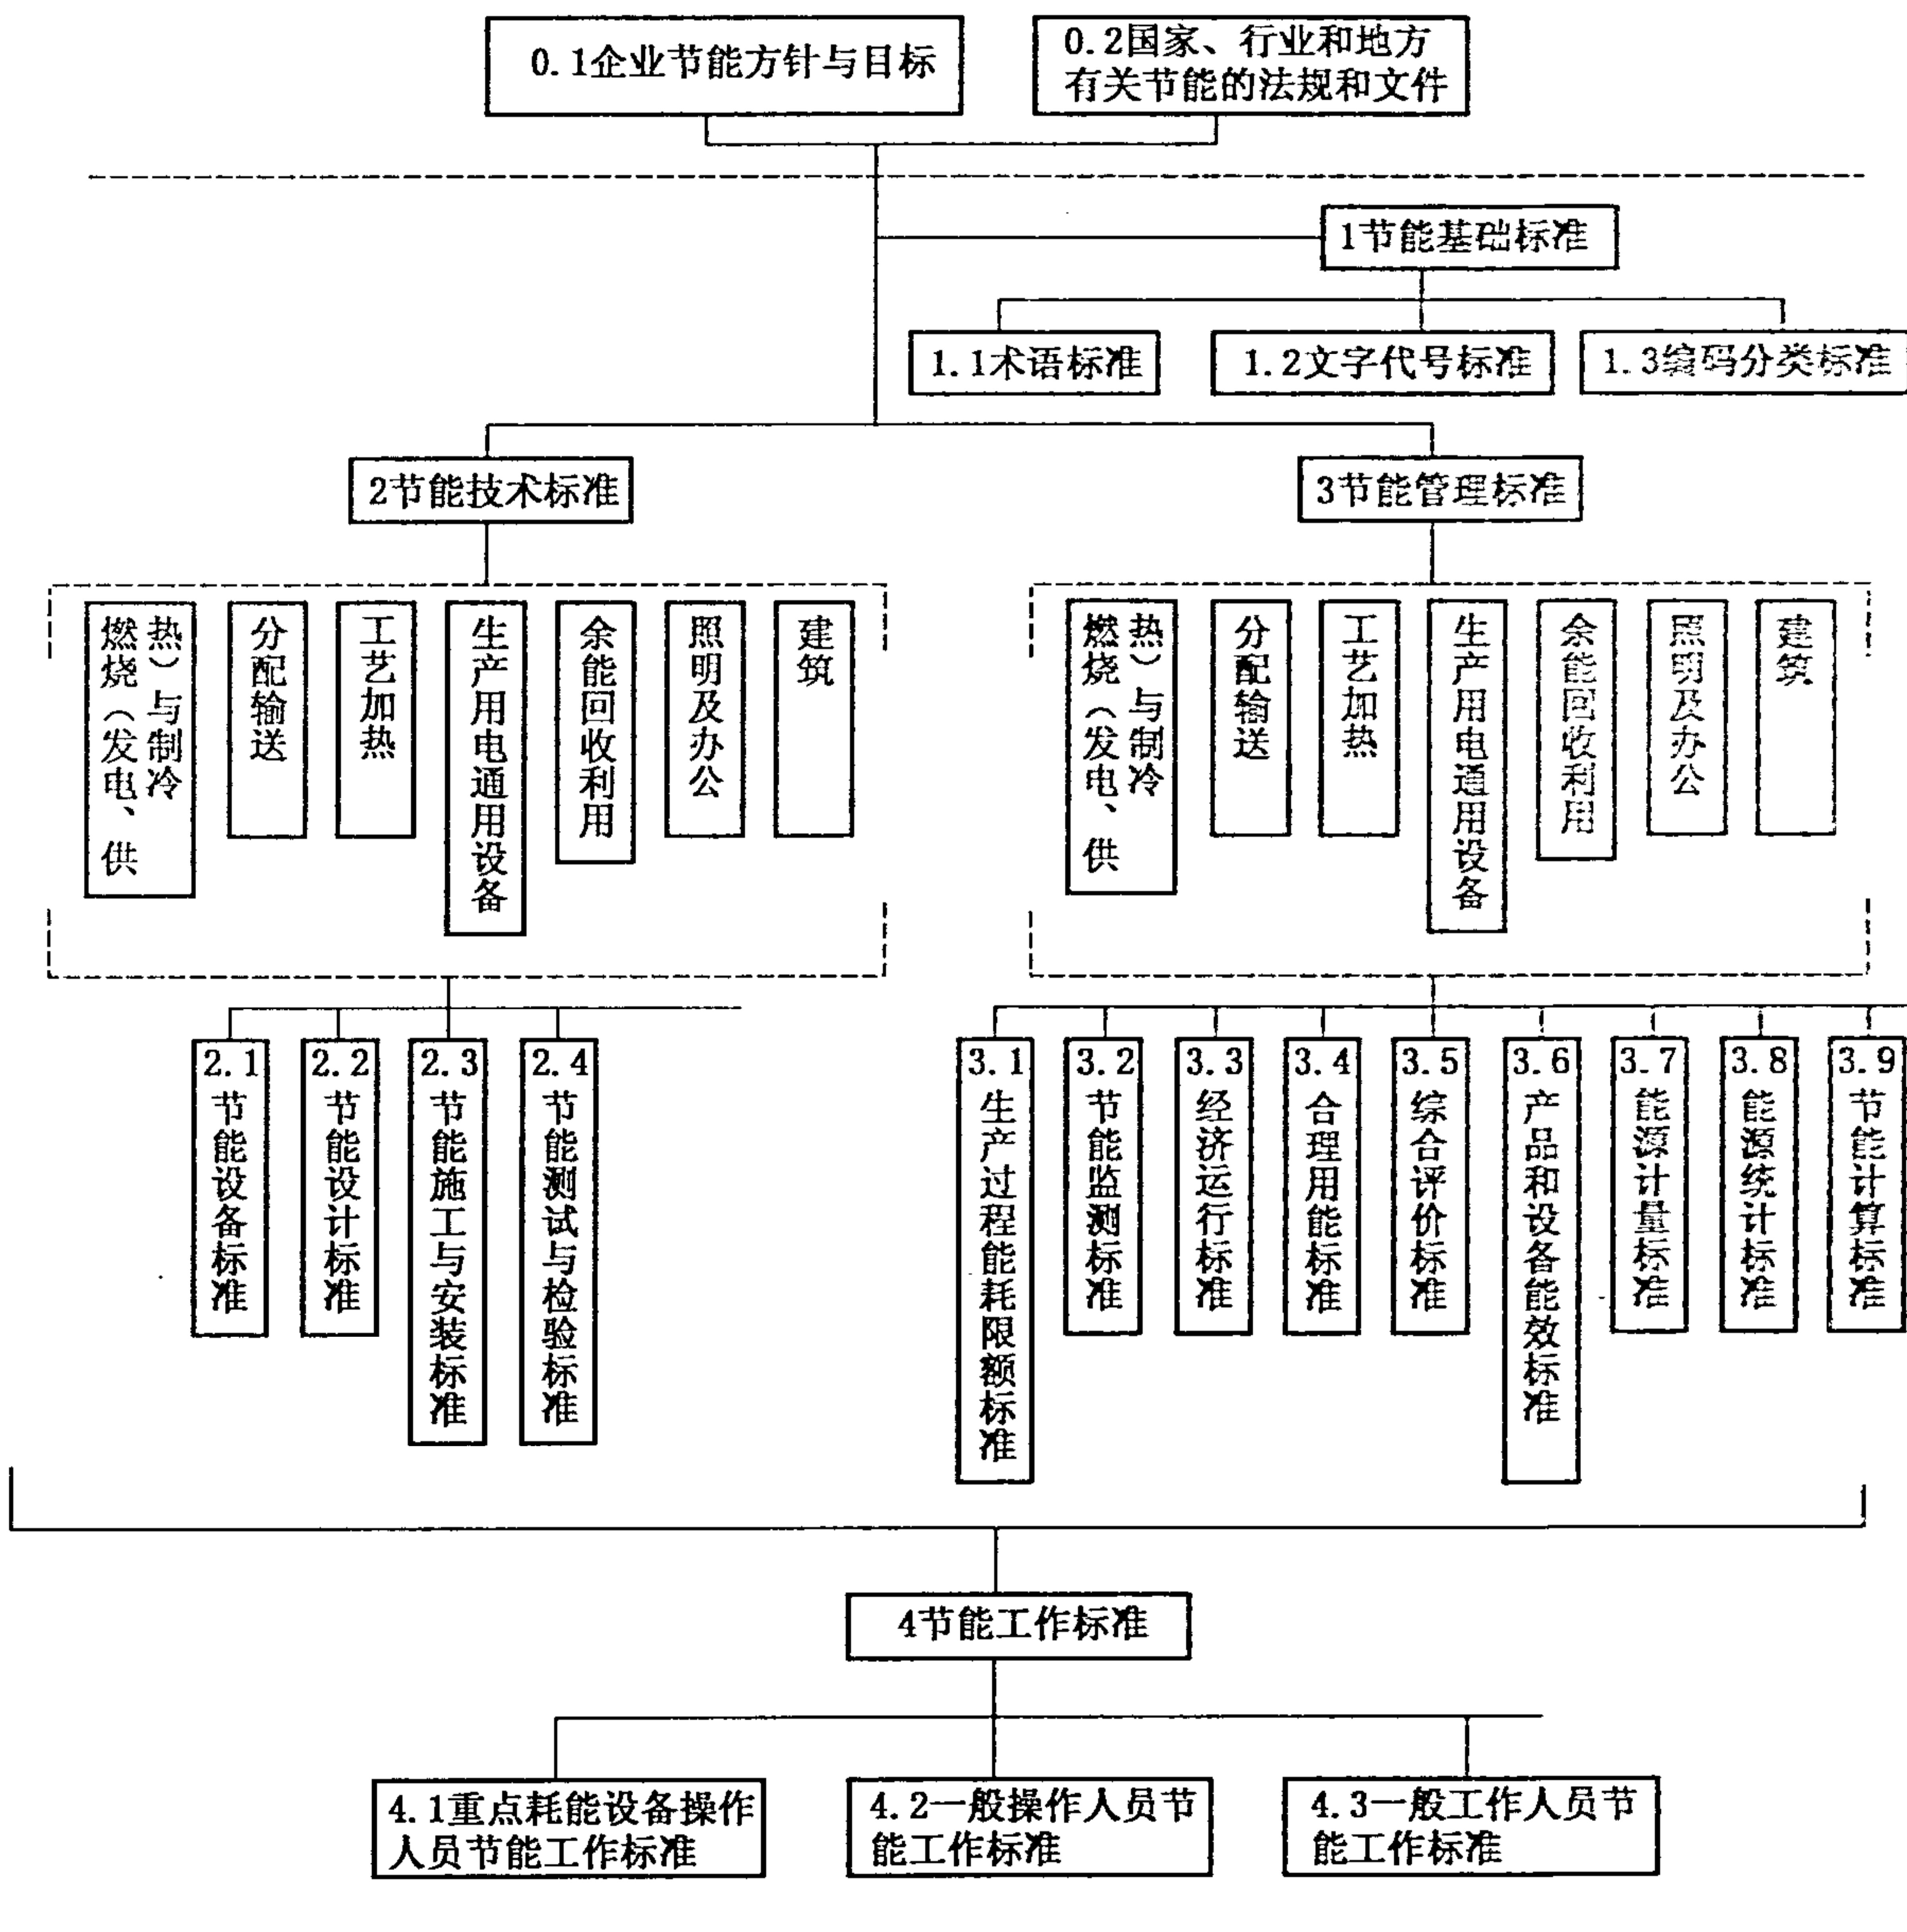 0.1企业节能方针与目标
0.2国家、行业和地方
有关节能的法规和文件
1节能基础标准
1.1术语标准
1.2文字代号标准
1.3编码分类标准
2节能技术标准
3节能管理标准
燃烧（发电、供
热）与制冷
分配输送
工艺加热
生产用电通用设备
余能回收利用
照明及办公
建筑
燃烧（发电、供
热）与制冷
分配输送
工艺加热
生产用电通用设备
余能回收利用
照明及办公
建筑
2.1
节能设备标准
2.2
节能设计标准
2.3
节能施工与安装标准
2.4
节能测试与检验标准
3.1
生产过程能耗限额标准
3.2
节能监测标准
3.3
经济运行标准
3.4
合理用能标准
3.5
综合评价标准
3.6
产品和设备能效标准
3.7
能源计量标准
3.8
能源统计标准
3.9
节能计算标准
4节能工作标准
4.1重点耗能设备操作
人员节能工作标准
4.2一般操作人员节
能工作标准
4.3一般工作人员节
能工作标准